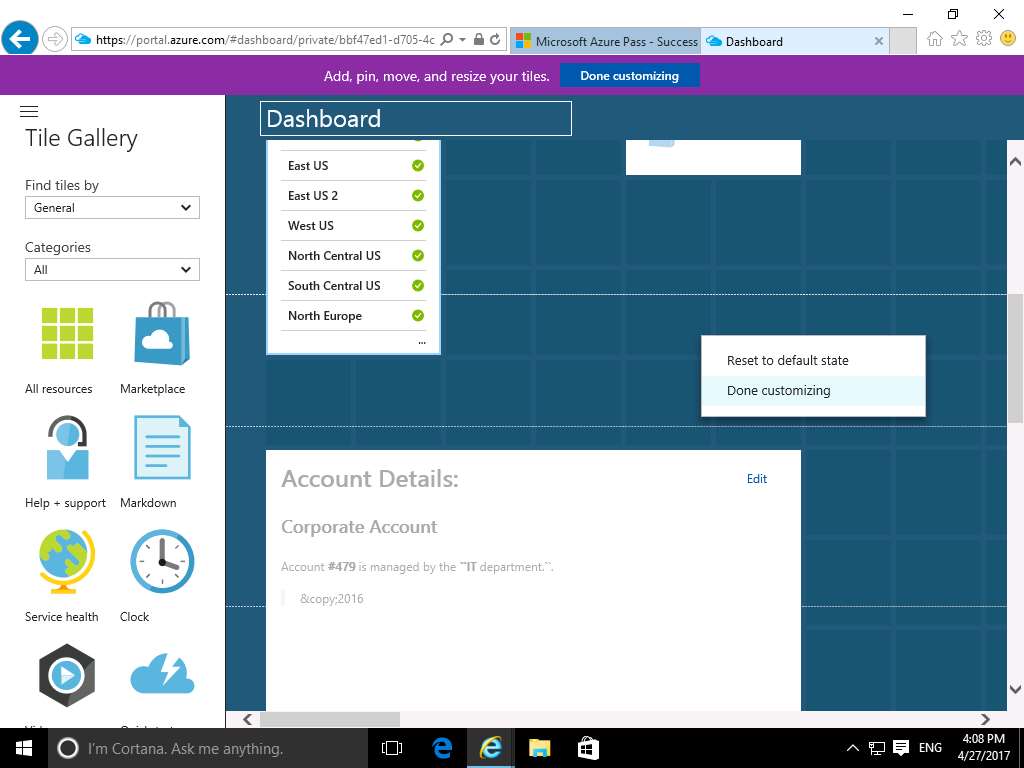 https://portal.azure.com/#dashboard/private/bbf47ed1-d705-4c
Microsoft Azure Pass - Success
Dashboard
Add, pin, move, and resize your tiles.
Done customizing
Tile Gallery
Find tiles by
General
Categories
All
All resources
Marketplace
Help + support
Markdown
Service health
Clock
Dashboard
East US
East US 2
West US
North Central US
South Central US
North Europe
...
Reset to default state
Done customizing
Account Details:
Edit
Corporate Account
Account #479 is managed by the ``IT department.``.
&copy;2016
I'm Cortana. Ask me anything.
ENG
4:08 PM
4/27/2017